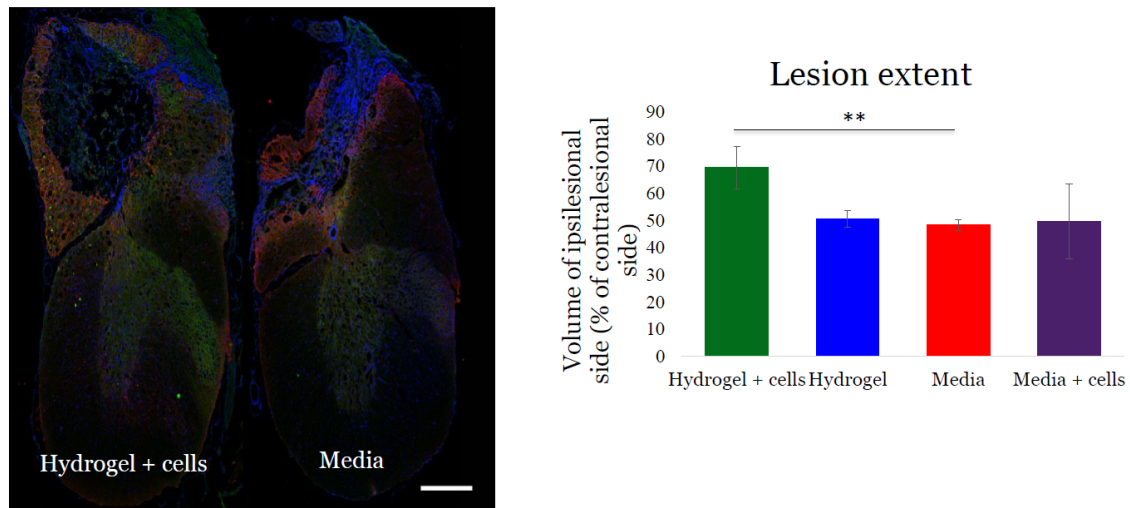 Hydrogel + cells
Media
Lesion extent
Volume of ipsilesional
side (% of contralesional
side)
90
80
70
60
50
40
30
20
10
0
**
Hydrogel + cells
Hydrogel
Media
Media + cells